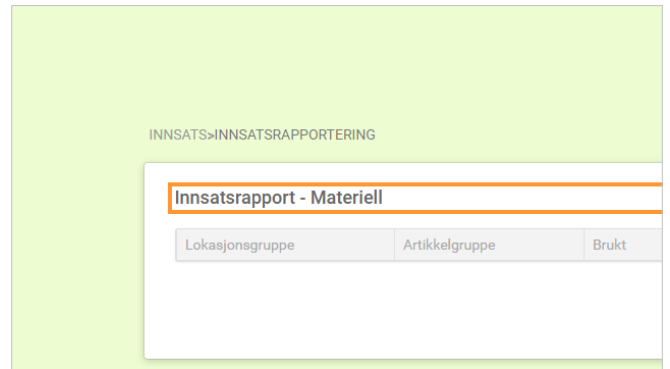 INNSATS>INNSATSRAPPORTERING
Innsatsrapport - Materiell
Lokasjonsgruppe Artikkelgruppe Brukt